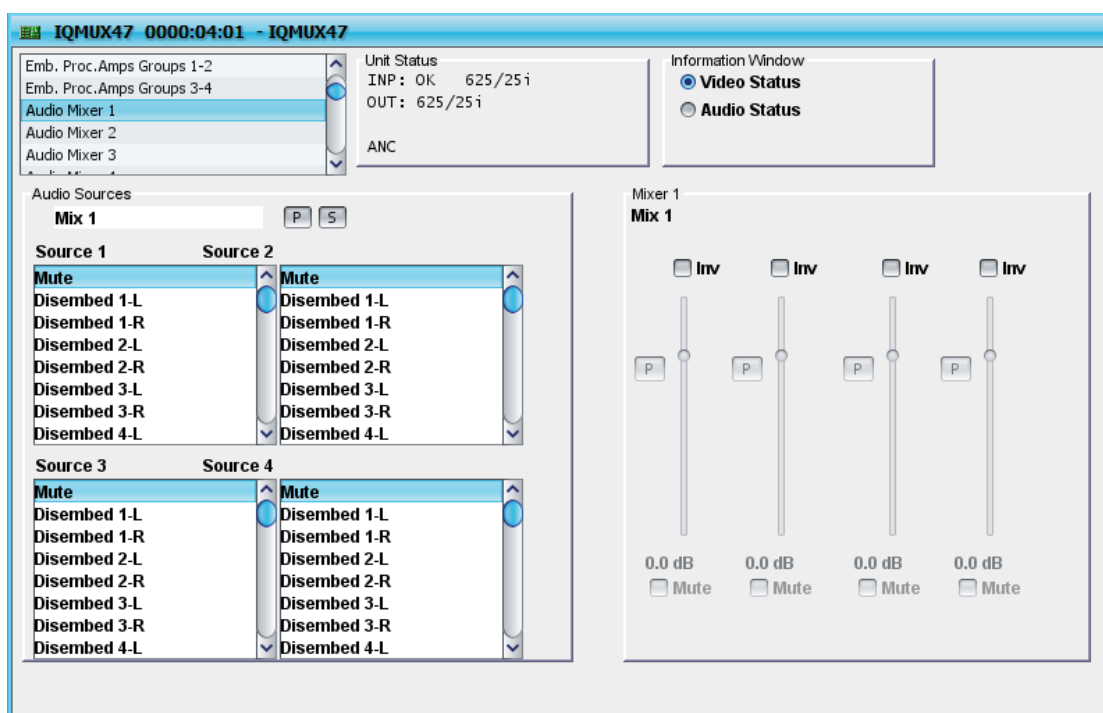 IQMUX47 0000:04:01 - IQMUX47
Emb. Proc.Amps Groups 1-2
Emb. Proc.Amps Groups 3-4
Audio Mixer 1
Audio Mixer 2
Audio Mixer 3
Unit Status
INP: OK 625/25i
OUT: 625/25i
ANC
Information Window
Video Status
Audio Status
Audio Sources
Mix 1 P S
Source 1 Source 2
Mute Mute
Disembed 1-L Disembed 1-L
Disembed 1-R Disembed 1-R
Disembed 2-L Disembed 2-L
Disembed 2-R Disembed 2-R
Disembed 3-L Disembed 3-L
Disembed 3-R Disembed 3-R
Disembed 4-L Disembed 4-L
Source 3 Source 4
Mute Mute
Disembed 1-L Disembed 1-L
Disembed 1-R Disembed 1-R
Disembed 2-L Disembed 2-L
Disembed 2-R Disembed 2-R
Disembed 3-L Disembed 3-L
Disembed 3-R Disembed 3-R
Disembed 4-L Disembed 4-L
Mixer 1
Mix 1
Inv Inv Inv Inv
P P P P
0.0 dB 0.0 dB 0.0 dB 0.0 dB
Mute Mute Mute Mute